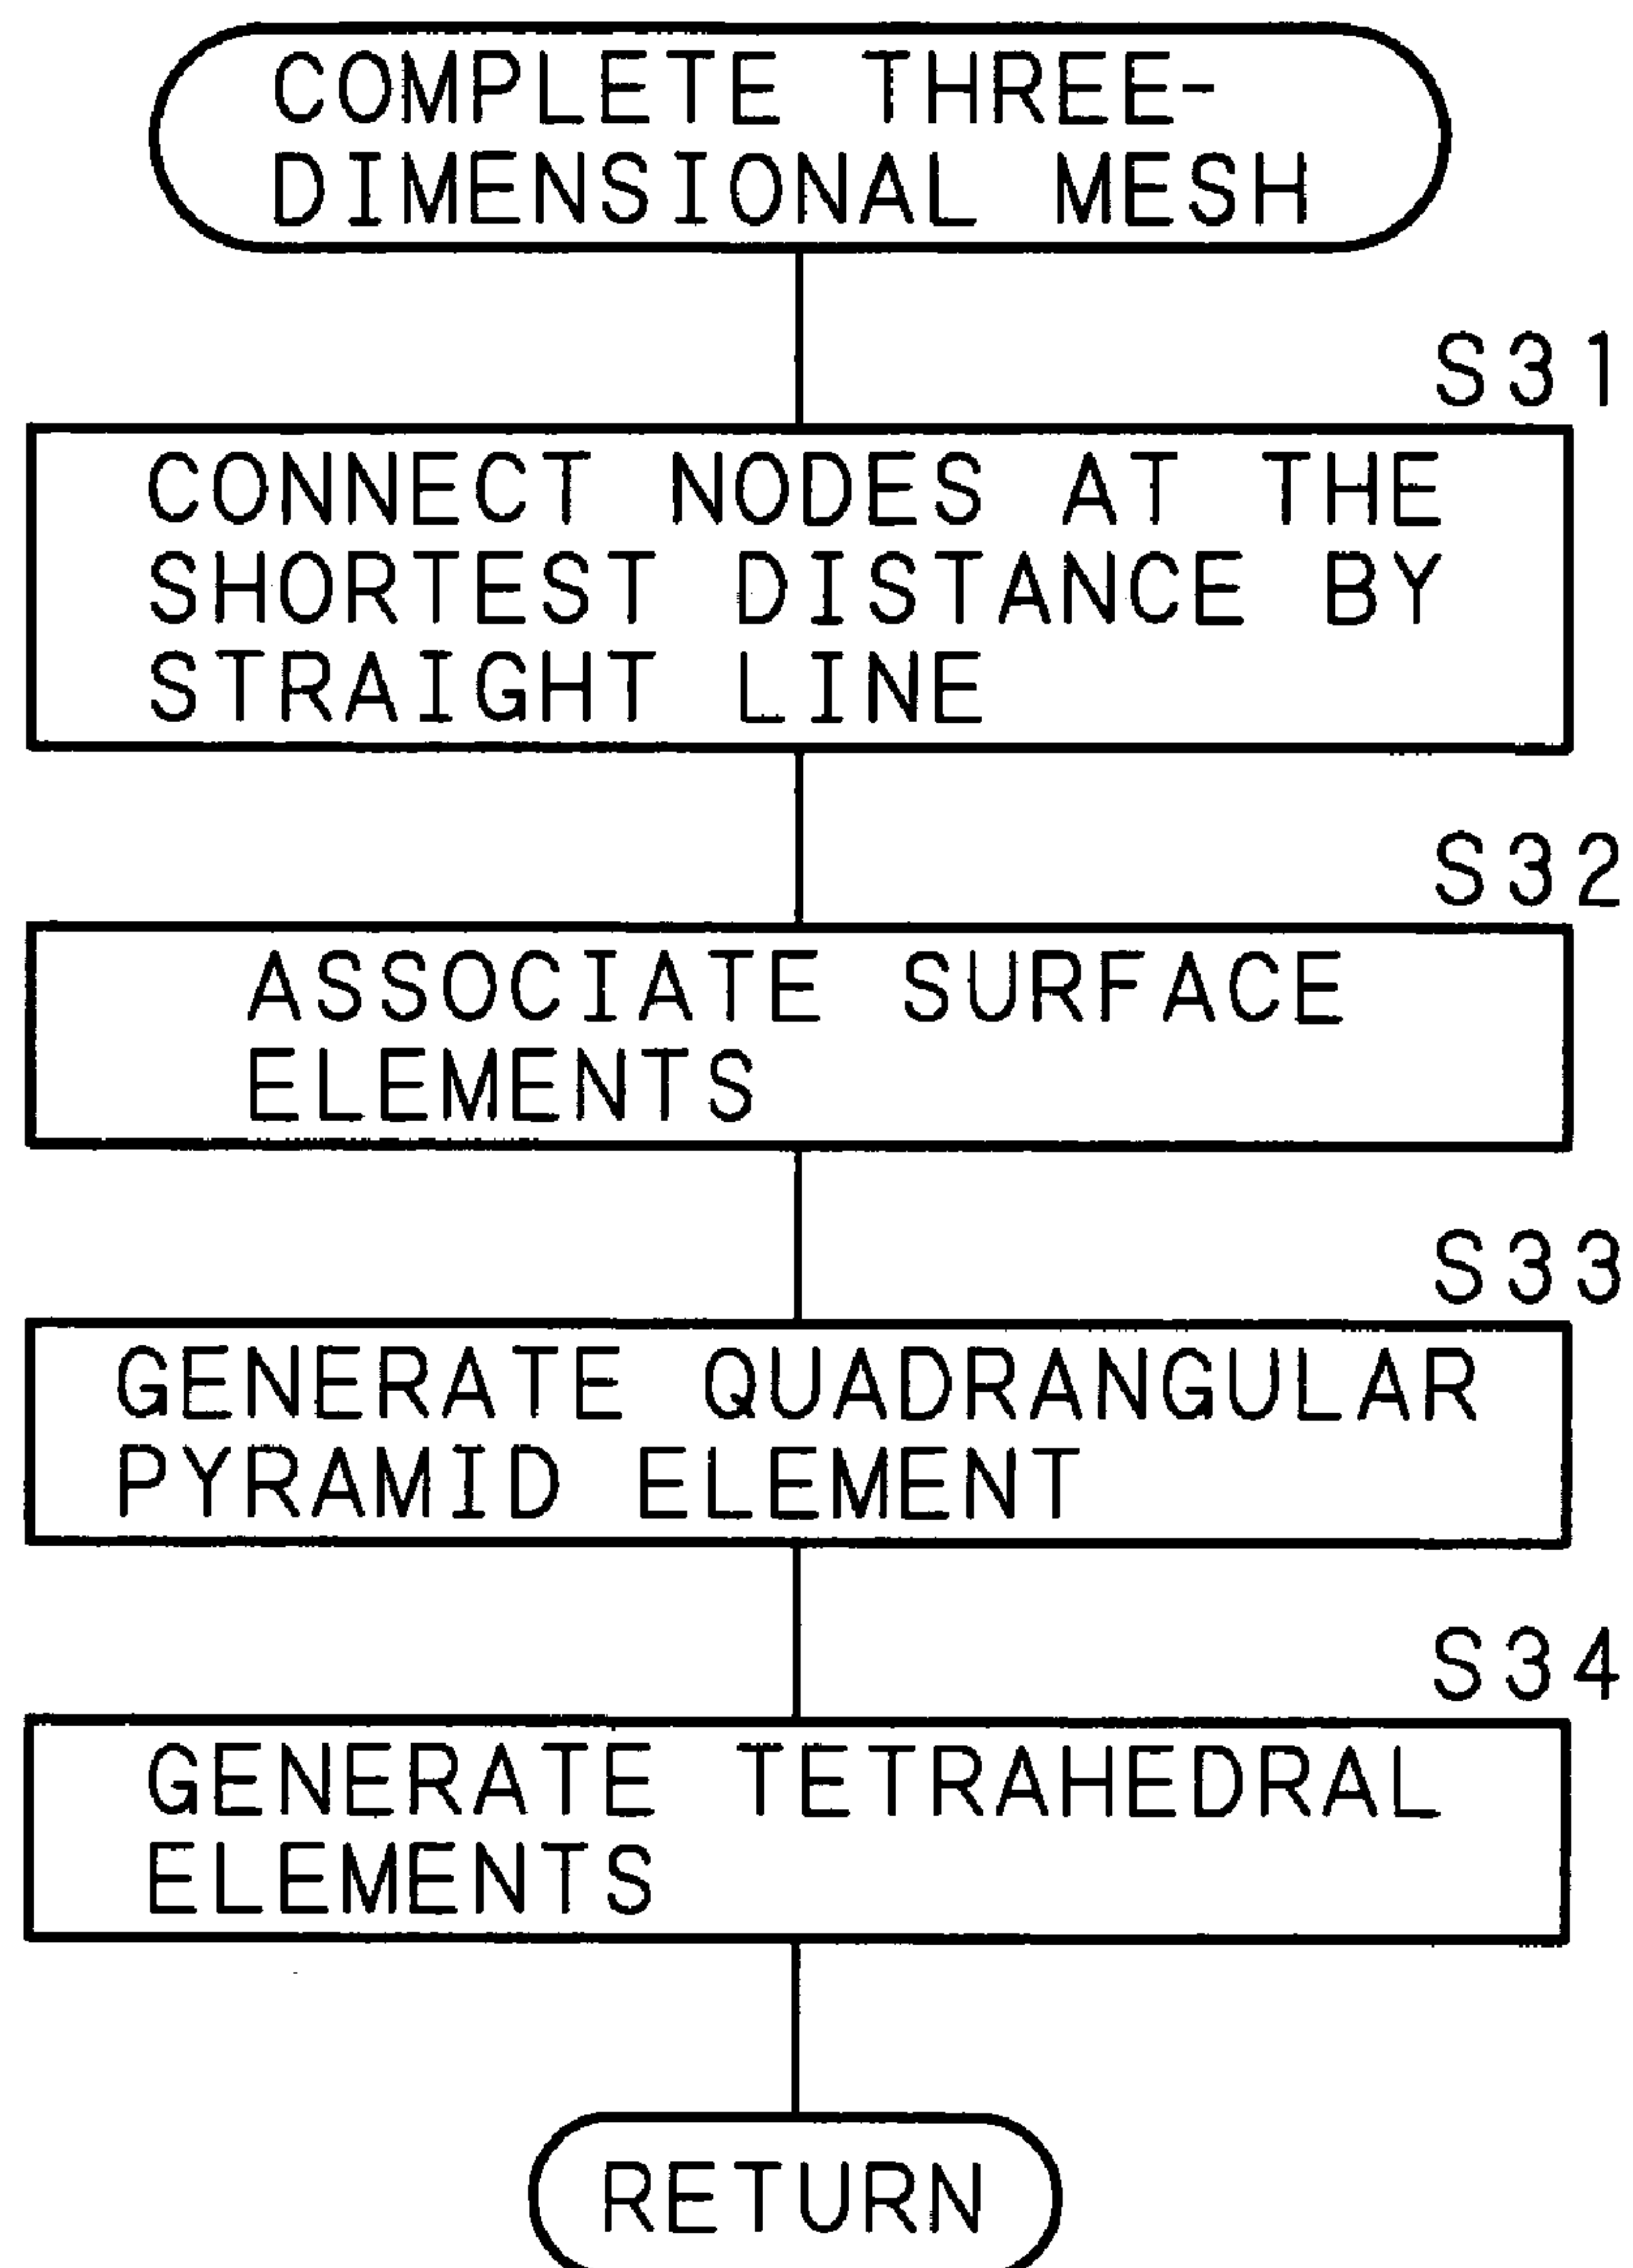 COMPLETE THREE-
DIMENSIONAL MESH
S31
CONNECT NODES AT THE
SHORTEST DISTANCE BY
STRAIGHT LINE
S32
ASSOCIATE SURFACE
ELEMENTS
S33
GENERATE QUADRANGULAR
PYRAMID ELEMENT
S34
GENERATE TETRAHEDRAL
ELEMENTS
RETURN